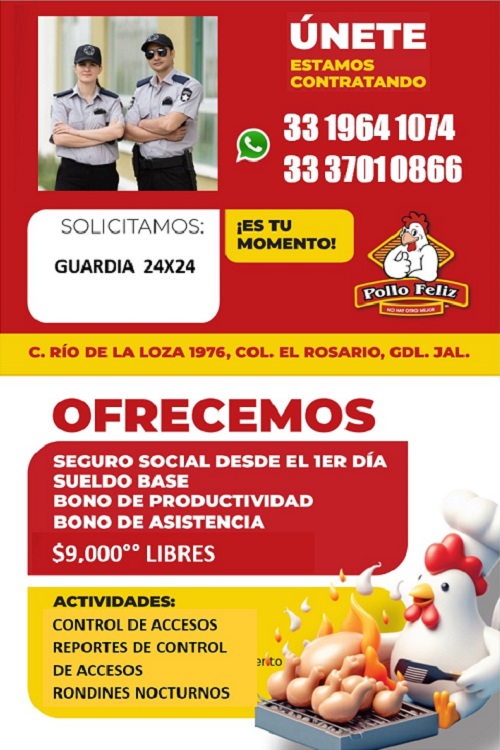 ÚNETE
ESTAMOS
CONTRATANDO
33 1964 1074
33 3701 0866
SOLICITAMOS:
GUARDIA 24X24
¡ES TU
MOMENTO!
Pollo Feliz
NO HAY OTRO MEJOR
C. RÍO DE LA LOZA 1976, COL. EL ROSARIO, GDL. JAL.
OFRECEMOS
SEGURO SOCIAL DESDE EL 1ER DÍA
SUELDO BASE
BONO DE PRODUCTIVIDAD
BONO DE ASISTENCIA
$9,000°° LIBRES
ACTIVIDADES:
CONTROL DE ACCESOS
REPORTES DE CONTROL
DE ACCESOS
RONDINES NOCTURNOS